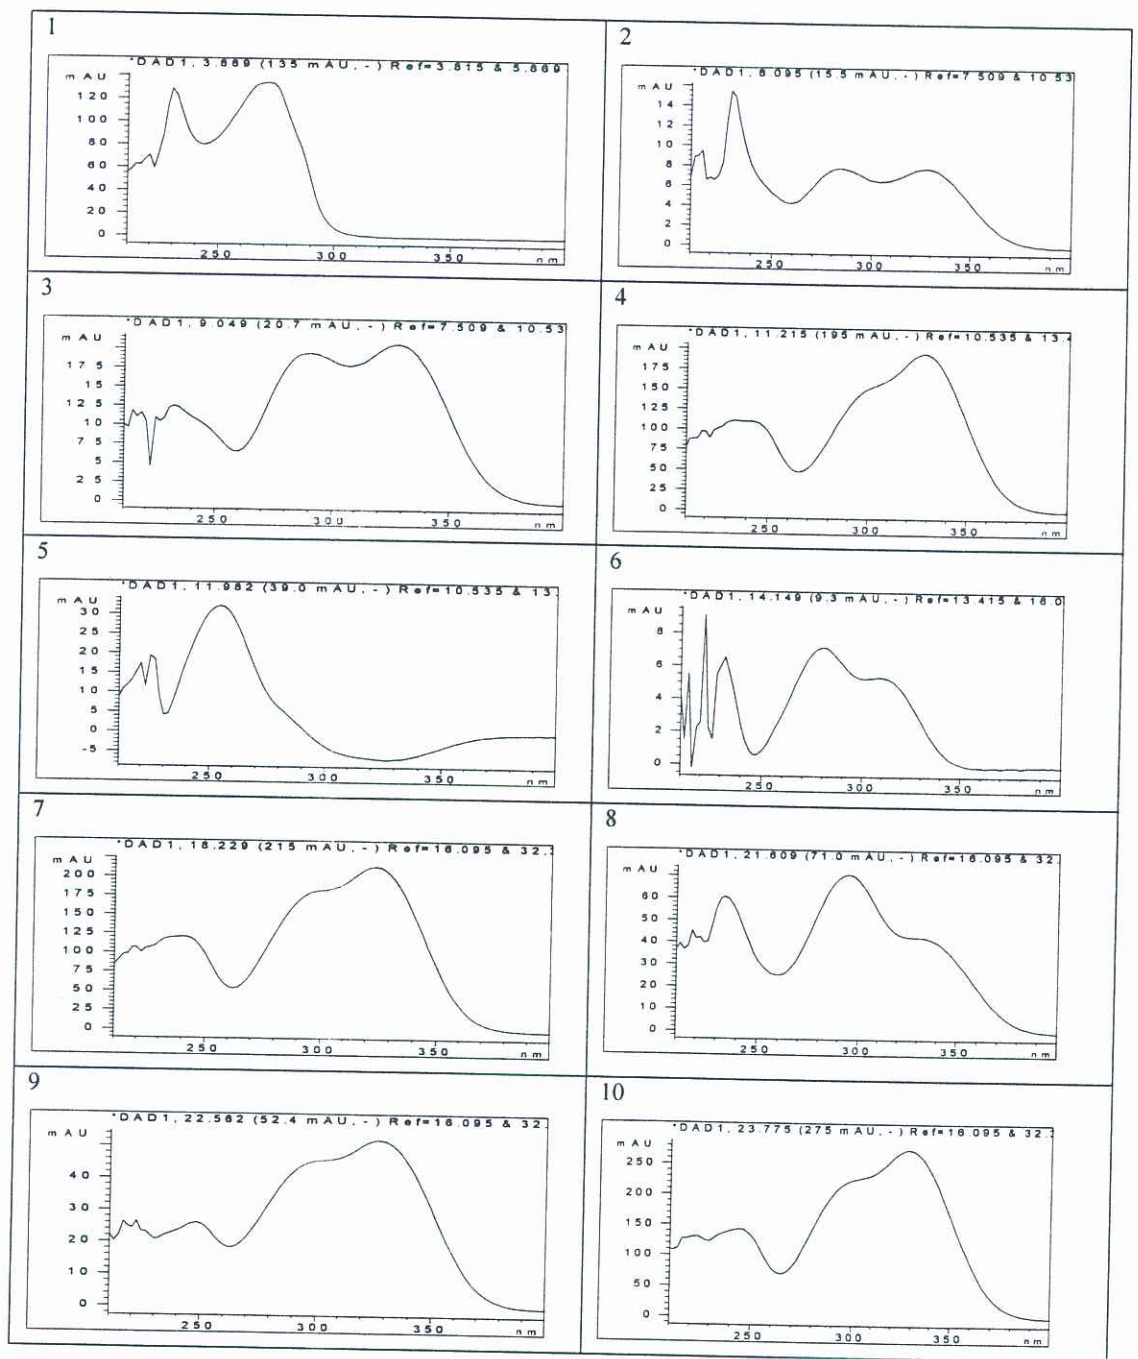 1
*DAD1, 3.889 (135 mAU, - ) Ref=3.815 & 5.669
mAU
120
100
80
60
40
20
0
250 300 350 nm
2
*DAD1, 8.095 (15.5 mAU, - ) Ref=7.509 & 10.53
mAU
14
12
10
8
6
4
2
0
250 300 350 nm
3
*DAD1, 9.049 (20.7 mAU, - ) Ref=7.509 & 10.53
mAU
17 5
15
12 5
10
7 5
5
2 5
0
250 300 350 nm
4
*DAD1, 11.215 (195 mAU, - ) Ref=10.535 & 13.4
mAU
175
150
125
100
75
50
25
0
250 300 350 nm
5
*DAD1, 11.982 (39.0 mAU, - ) Ref=10.535 & 13
mAU
30
25
20
15
10
5
0
-5
250 300 350 nm
6
*DAD1, 14.149 (9.3 mAU, - ) Ref=13.415 & 16.0
mAU
8
6
4
2
0
250 300 350 nm
7
*DAD1, 18.229 (215 mAU, - ) Ref=16.095 & 32.
mAU
200
175
150
125
100
75
50
25
0
250 300 350 nm
8
*DAD1, 21.609 (71.0 mAU, - ) Ref=16.095 & 32.
mAU
60
50
40
30
20
10
0
250 300 350 nm
9
*DAD1, 22.562 (52.4 mAU, - ) Ref=16.095 & 32.
mAU
40
30
20
10
0
250 300 350 nm
10
*DAD1, 23.775 (275 mAU, - ) Ref=16.095 & 32.
mAU
250
200
150
100
50
0
250 300 350 nm